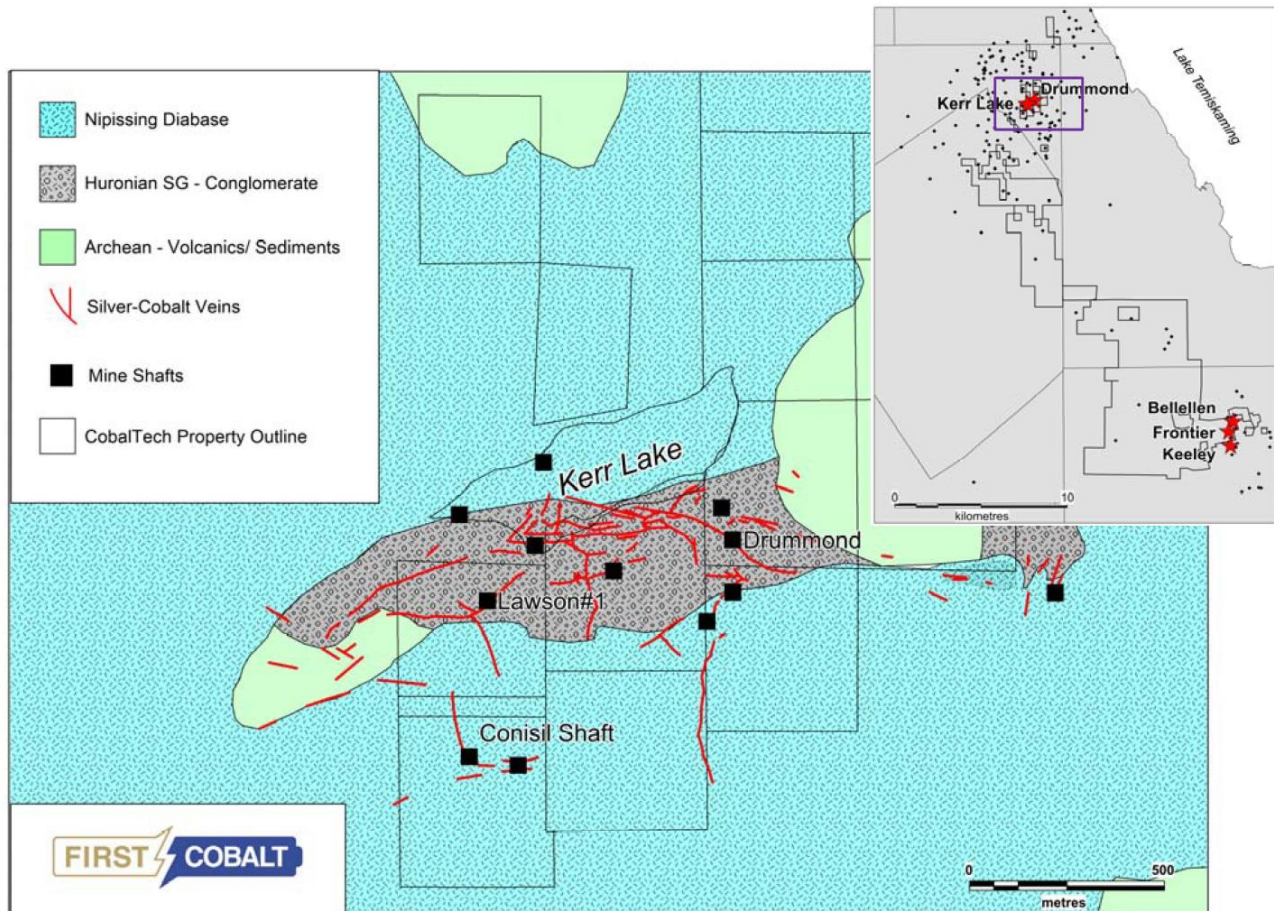 Nipissing Diabase
Huronian SG - Conglomerate
Archean - Volcanics/ Sediments
Silver-Cobalt Veins
Mine Shafts
CobalTech Property Outline
Lake Temiskaming
Drummond
Kerr Lake
Bellellen
Frontier
Keeley
0 10
kilometres
Kerr Lake
Drummond
Lawson#1
Conisil Shaft
FIRST COBALT
0 500
metres